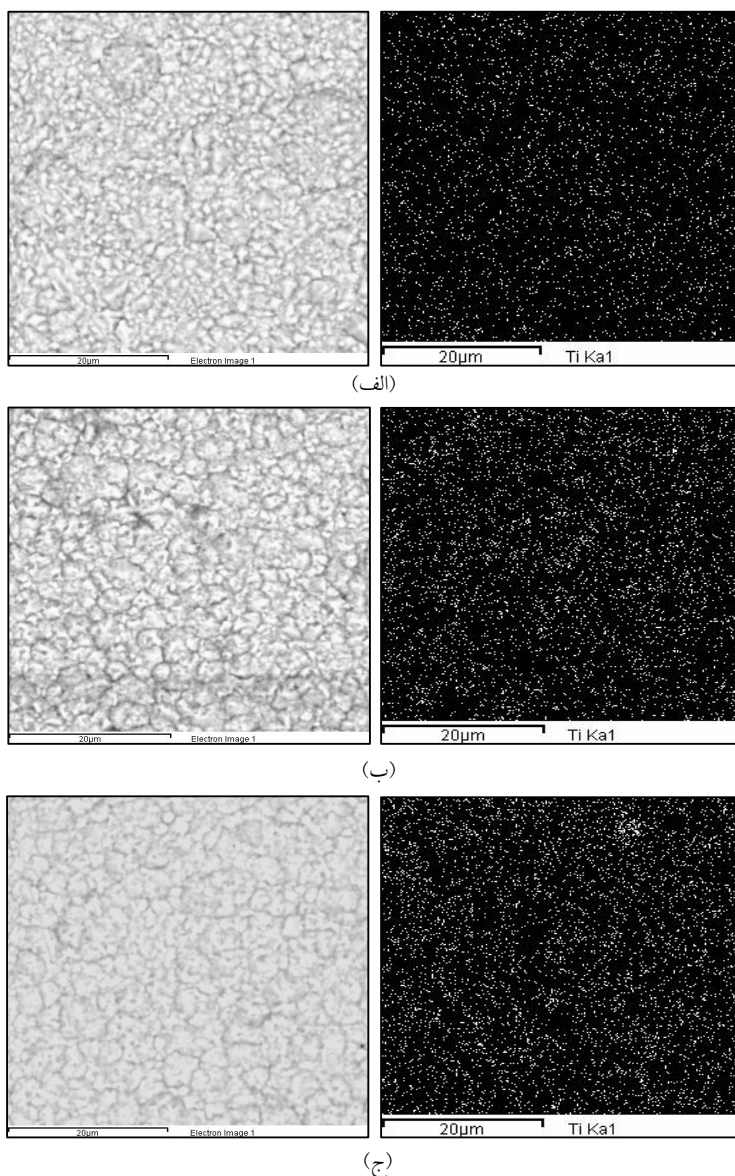 20µm Electron Image 1
20µm Ti Ka1
(الف)
20µm Electron Image 1
20µm Ti Ka1
(ب)
20µm Electron Image 1
20µm Ti Ka1
(ج)